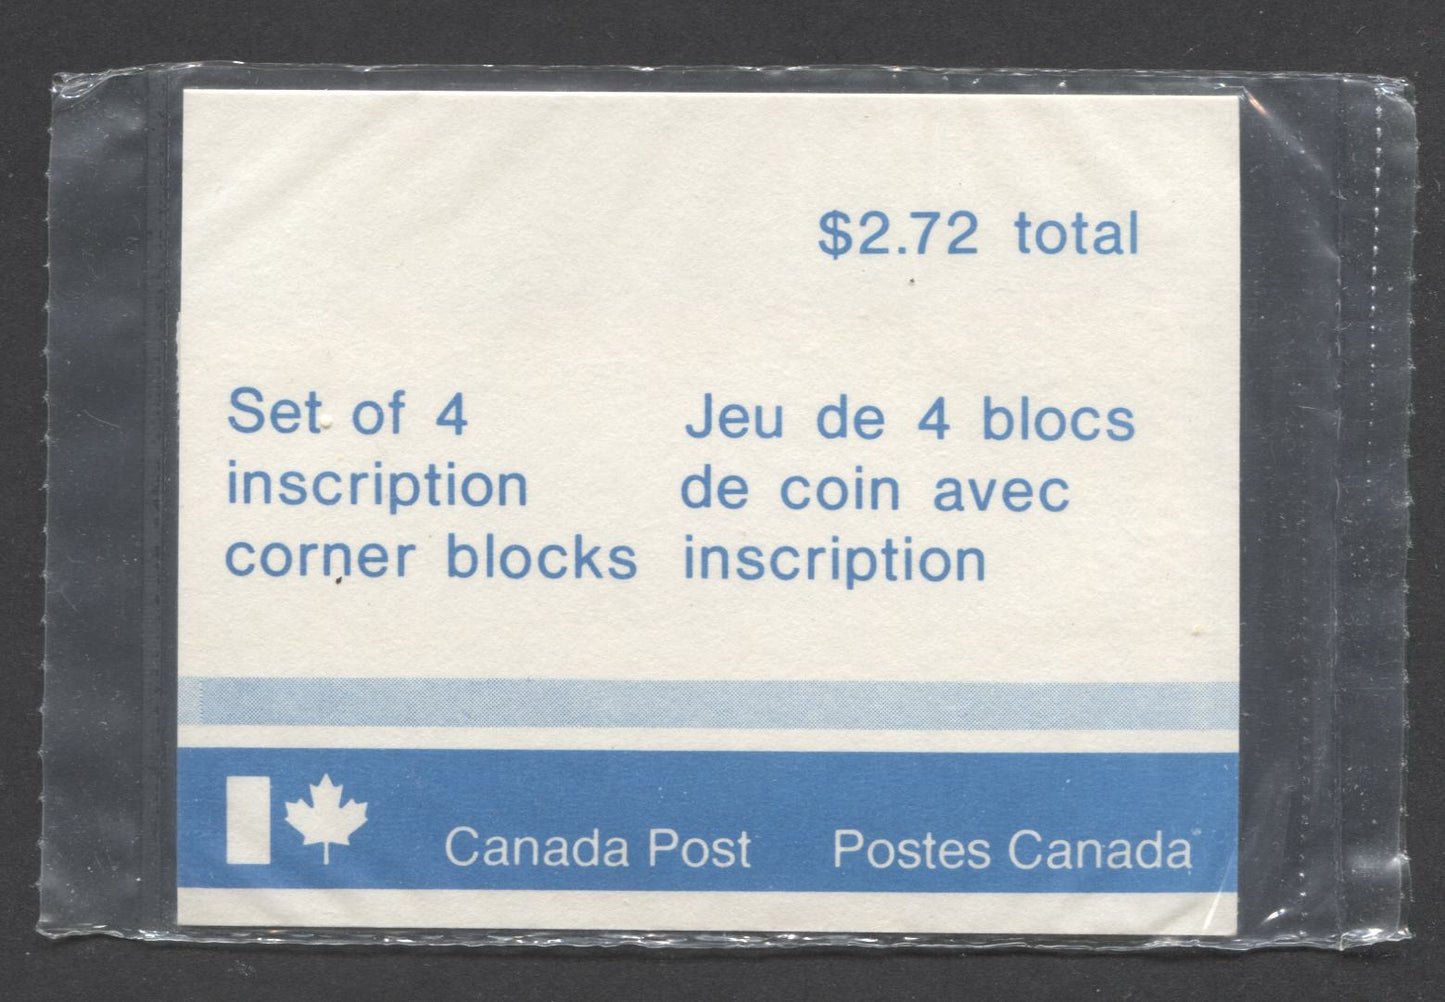 $2.72 total
Set of 4
inscription
corner blocks
Jeu de 4 blocs
de coin avec
inscription
Canada Post
Postes Canada